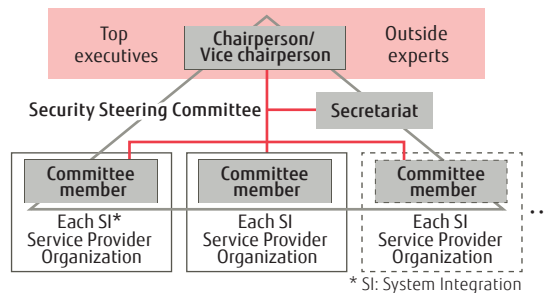 Top
executives
Chairperson/
Vice chairperson
Outside
experts
Security Steering Committee
Secretariat
Committee
member
Committee
member
Committee
member
Each SI*
Service Provider
Organization
Each SI
Service Provider
Organization
Each SI
Service Provider
Organization
..
* SI: System Integration